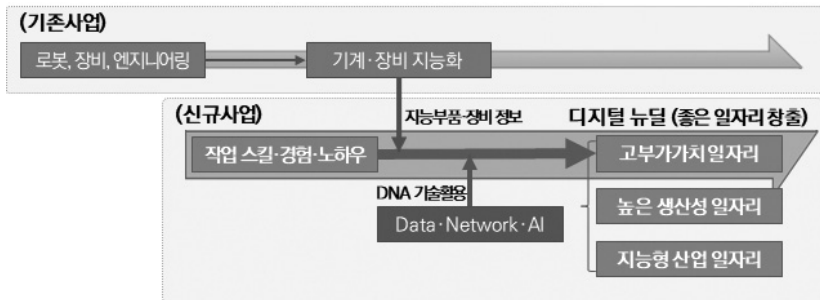 (기존사업)
로봇, 장비, 엔지니어링
기계·장비 지능화
(신규사업)
지능부품·장비 정보
디지털 뉴딜 (좋은 일자리 창출)
작업 스킬·경험·노하우
고부가가치 일자리
DNA 기술활용
Data·Network·AI
높은 생산성 일자리
지능형 산업 일자리